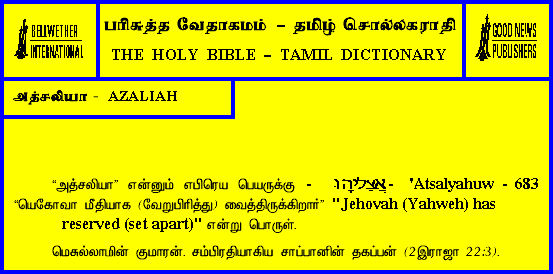 BELLWETHER
INTERNATIONAL
பரிசுத்த வேதாகமம் – தமிழ் சொல்லகராதி
THE HOLY BIBLE – TAMIL DICTIONARY
GOOD NEWS
PUBLISHERS
அத்சலியா - AZALIAH
“அத்சலியா” என்னும் எபிரெய பெயருக்கு - אֲצַלְיָהוּ - 'Atsalyahuw - 683
“யெகோவா மீதியாக (வேறுபிரித்து) வைத்திருக்கிறார்” "Jehovah (Yahweh) has
reserved (set apart)" என்று பொருள்.
மெசுல்லாமின் குமாரன். சம்பிரதியாகிய சாப்பானின் தகப்பன் (2இராஜா 22:3).